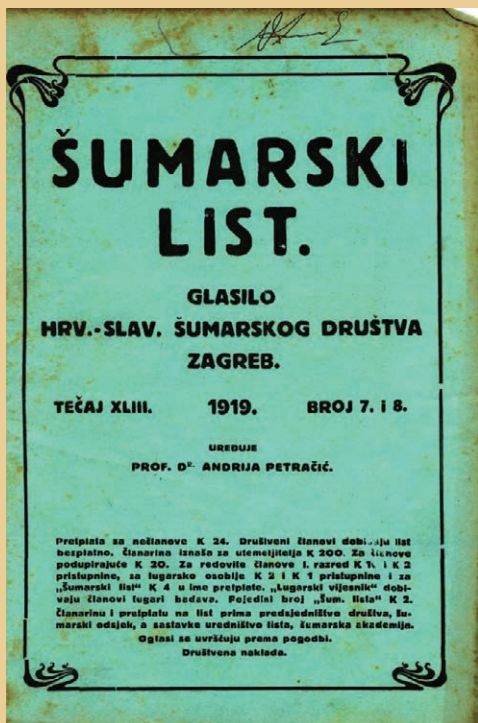 ŠUMARSKI
LIST.
GLASILO
HRV.-SLAV. ŠUMARSKOG DRUŠTVA
ZAGREB.
TEČAJ XLIII. 1919. BROJ 7. i 8.
UREĐUJE
PROF. DR. ANDRIJA PETRAČIĆ.
Pretplata za nečlanove K 24. Društveni članovi dobivaju list
besplatno. Članarina iznaša za utemeljitelja K 200. Za članove
podupirajuće K 20. Za redovite članove I. razred K i K 2
pristupnine, za lugarsko osoblje K 2 i K 1 pristupnine i za
„Šumarski list“ K 4 u ime pretplate. „Lugarski vijesnik“ dobi-
vaju članovi lugari badava. Pojedini broj „Šum. lista“ K 2.
Članarinu i pretplatu na list prima predsjedništvo društva, šu-
marski odsjek, a sastavke uredništvo lista, šumarska akademija.
Oglasi se uvršćuju prema pogodbi.
Društvena naklada.